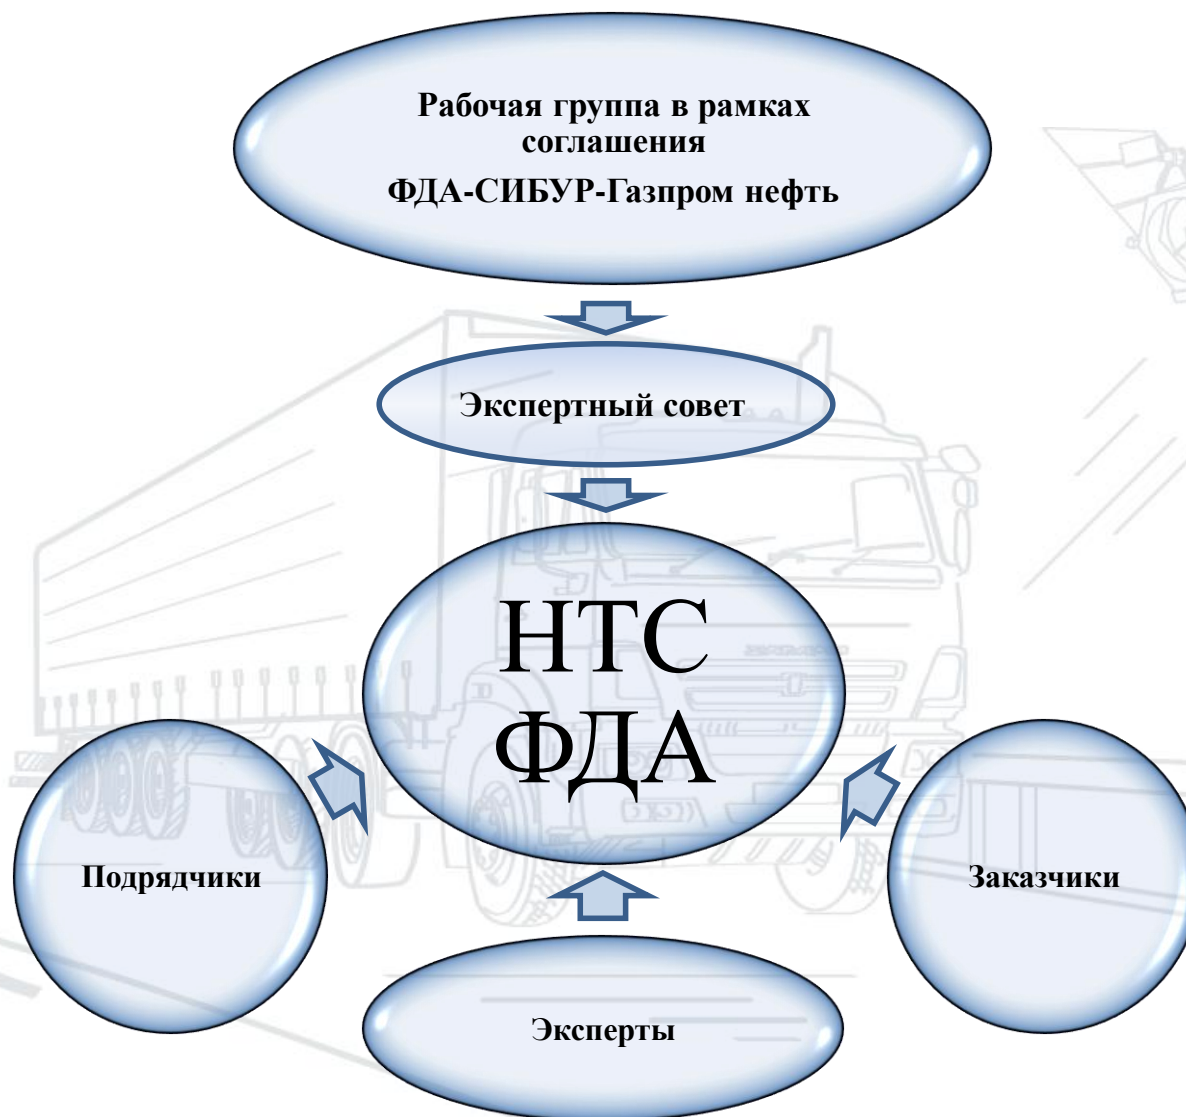 Рабочая группа в рамках
соглашения
ФДА-СИБУР-Газпром нефть
Экспертный совет
НТС
ФДА
Подрядчики
Заказчики
Эксперты